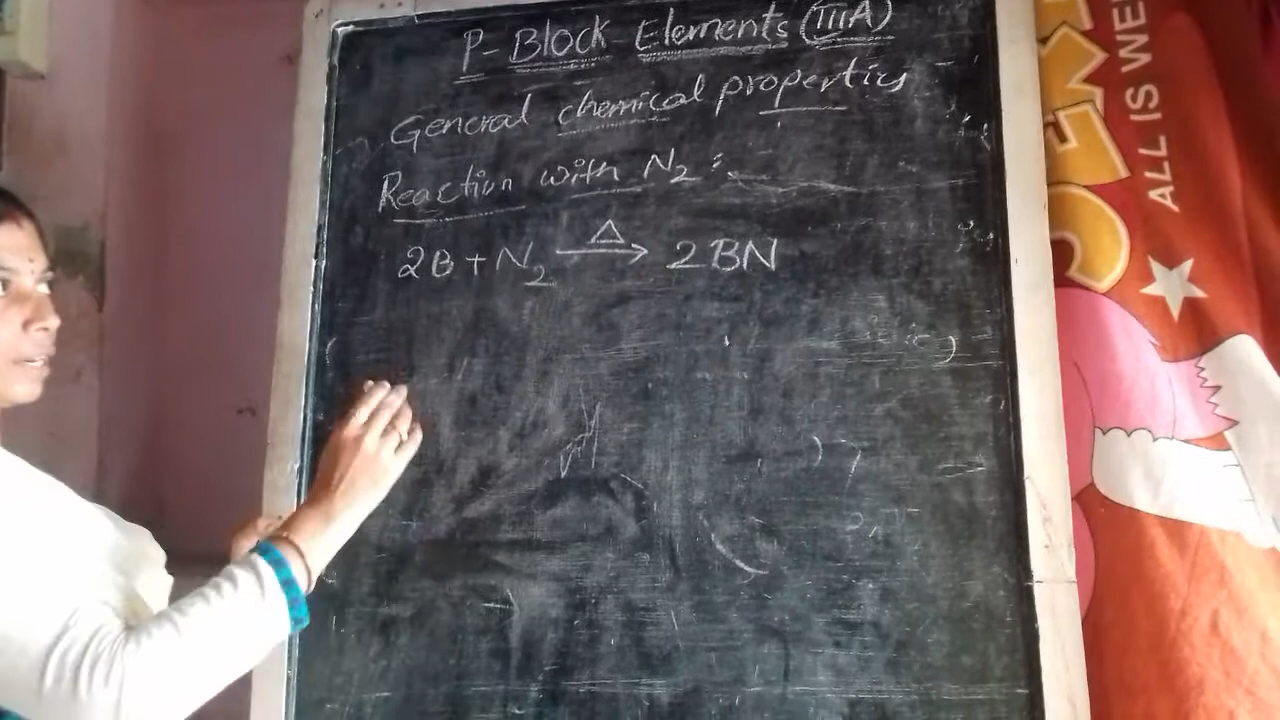 P-Block Elements (IIIA)
General chemical properties
Reaction with N₂ :
2B + N₂ —Δ→ 2BN
ALL IS WE